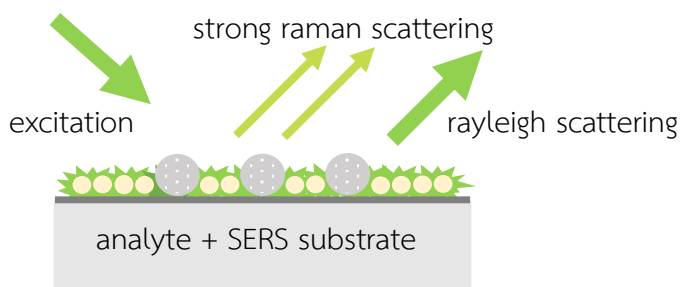 strong raman scattering
excitation
rayleigh scattering
analyte + SERS substrate